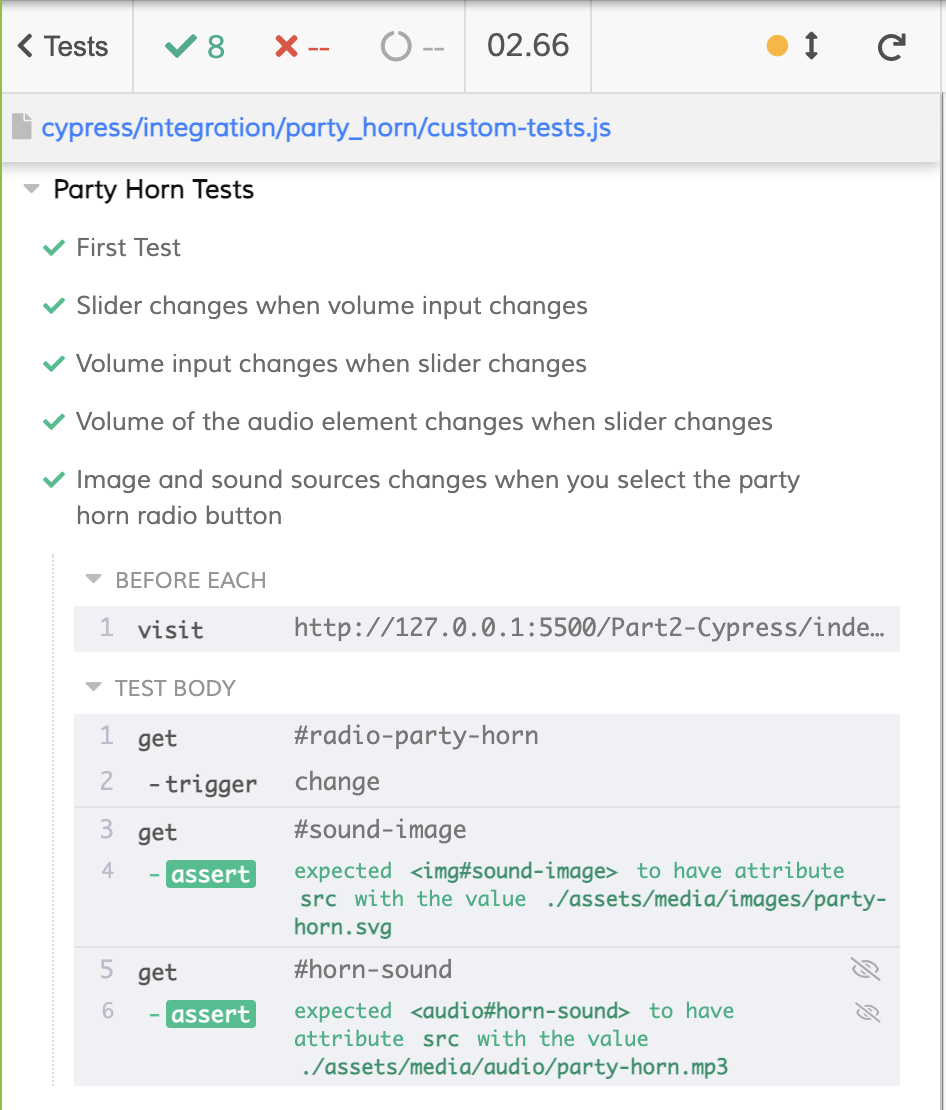 Tests 8 -- -- 02.66
cypress/integration/party_horn/custom-tests.js
Party Horn Tests
First Test
Slider changes when volume input changes
Volume input changes when slider changes
Volume of the audio element changes when slider changes
Image and sound sources changes when you select the party
horn radio button
BEFORE EACH
1 visit http://127.0.0.1:5500/Part2-Cypress/inde…
TEST BODY
1 get #radio-party-horn
2 -trigger change
3 get #sound-image
4 -assert expected <img#sound-image> to have attribute
src with the value ./assets/media/images/party-
horn.svg
5 get #horn-sound
6 -assert expected <audio#horn-sound> to have
attribute src with the value
./assets/media/audio/party-horn.mp3